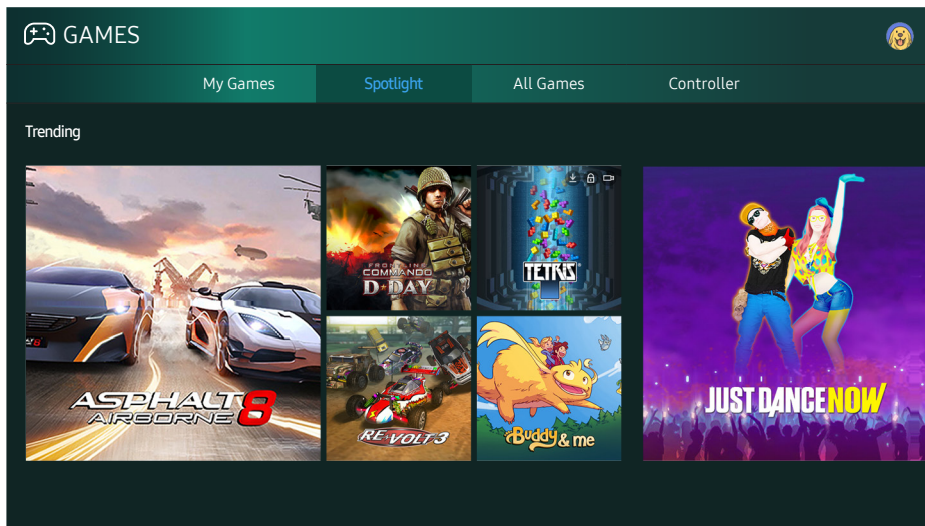 GAMES
My Games
Spotlight
All Games
Controller
Trending
ASPHALT 8
AIRBORNE
FRONTLINE
COMMANDO
D★DAY
TETRIS®
RE-VOLT 3
Buddy & me
JUST DANCE NOW